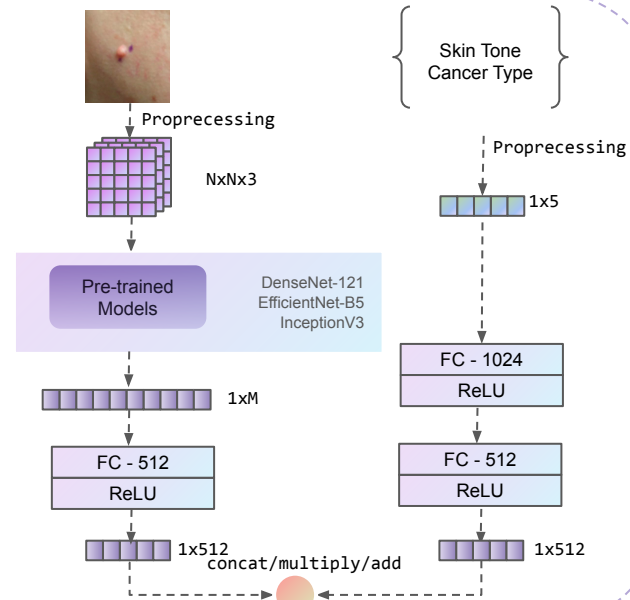 Skin Tone
Cancer Type
Proprecessing
Proprecessing
NxNx3
1x5
Pre-trained
Models
DenseNet-121
EfficientNet-B5
InceptionV3
FC - 1024
ReLU
1xM
FC - 512
ReLU
FC - 512
ReLU
1x512
1x512
concat/multiply/add